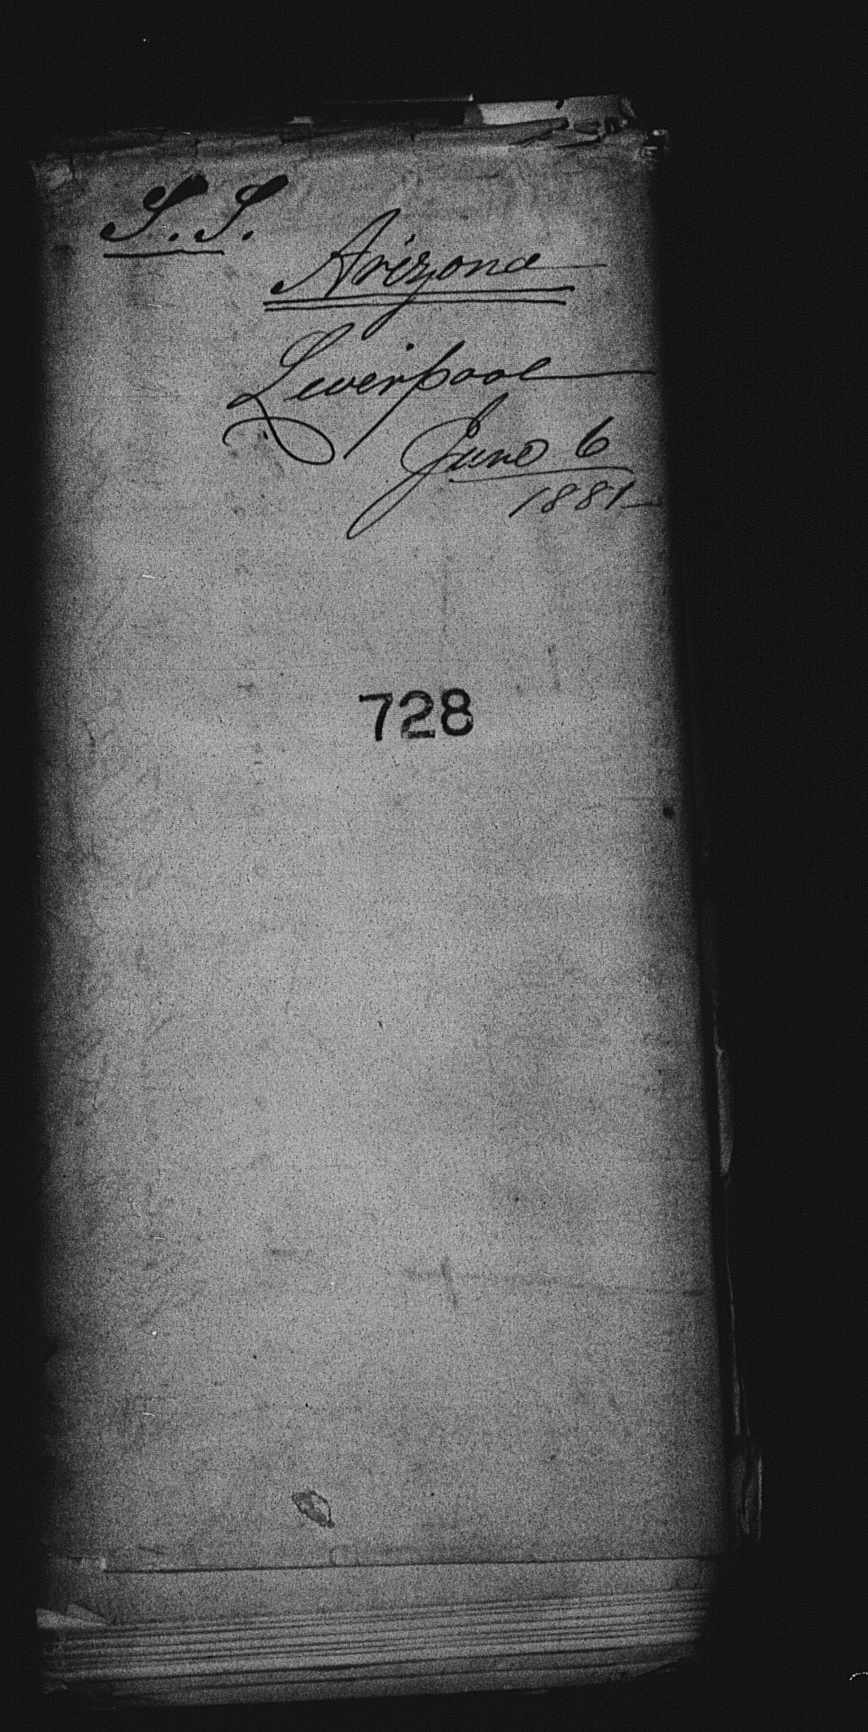 S.S.
Arizona
Liverpool
June 6
1881
728